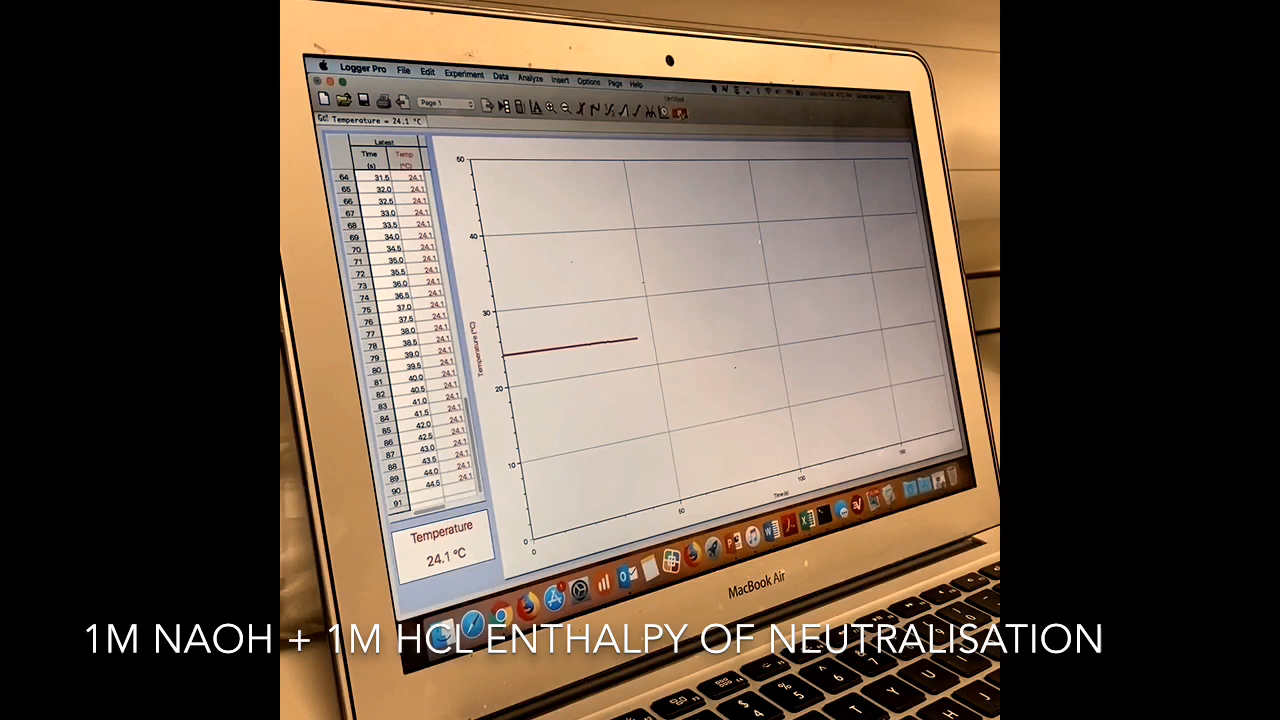 Logger Pro File Edit Experiment Data Analyze Insert Options Page Help
Untitled
Page 1
Go! Temperature = 24.1 °C
Latest
Time Temp
(s) (°C)
64 31.5 24.1
65 32.0 24.1
66 32.5 24.1
67 33.0 24.1
68 33.5 24.1
69 34.0 24.1
70 34.5 24.1
71 35.0 24.1
72 35.5 24.1
73 36.0 24.1
74 36.5 24.1
75 37.0 24.1
76 37.5 24.1
77 38.0 24.1
78 38.5 24.1
79 39.0 24.1
80 39.5 24.1
81 40.0 24.1
82 40.5 24.1
83 41.0 24.1
84 41.5 24.1
85 42.0 24.1
86 42.5 24.1
87 43.0 24.1
88 43.5 24.1
89 44.0 24.1
90 44.5 24.1
91
Temperature
24.1 °C
50
40
30
20
10
0
Temperature (°C)
0 50 100 150
Time (s)
MacBook Air
1M NAOH + 1M HCL ENTHALPY OF NEUTRALISATION
$ 4
% 5
6
7
T Y U I
H J